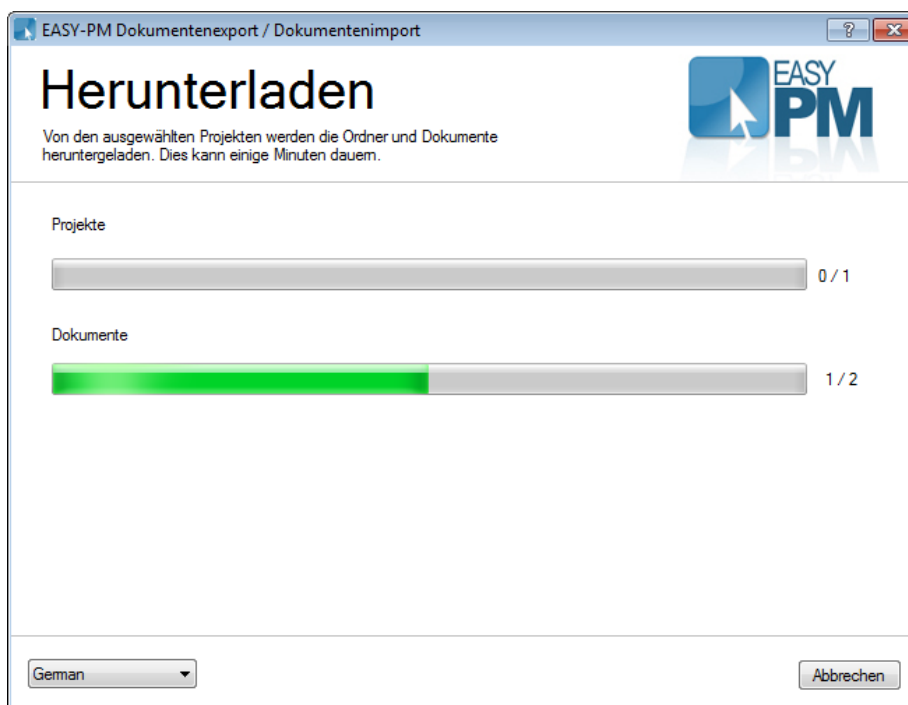 EASY-PM Dokumentenexport / Dokumentenimport
?
Herunterladen
EASY
PM
Von den ausgewählten Projekten werden die Ordner und Dokumente
heruntergeladen. Dies kann einige Minuten dauern.
Projekte
0 / 1
Dokumente
1 / 2
German
Abbrechen